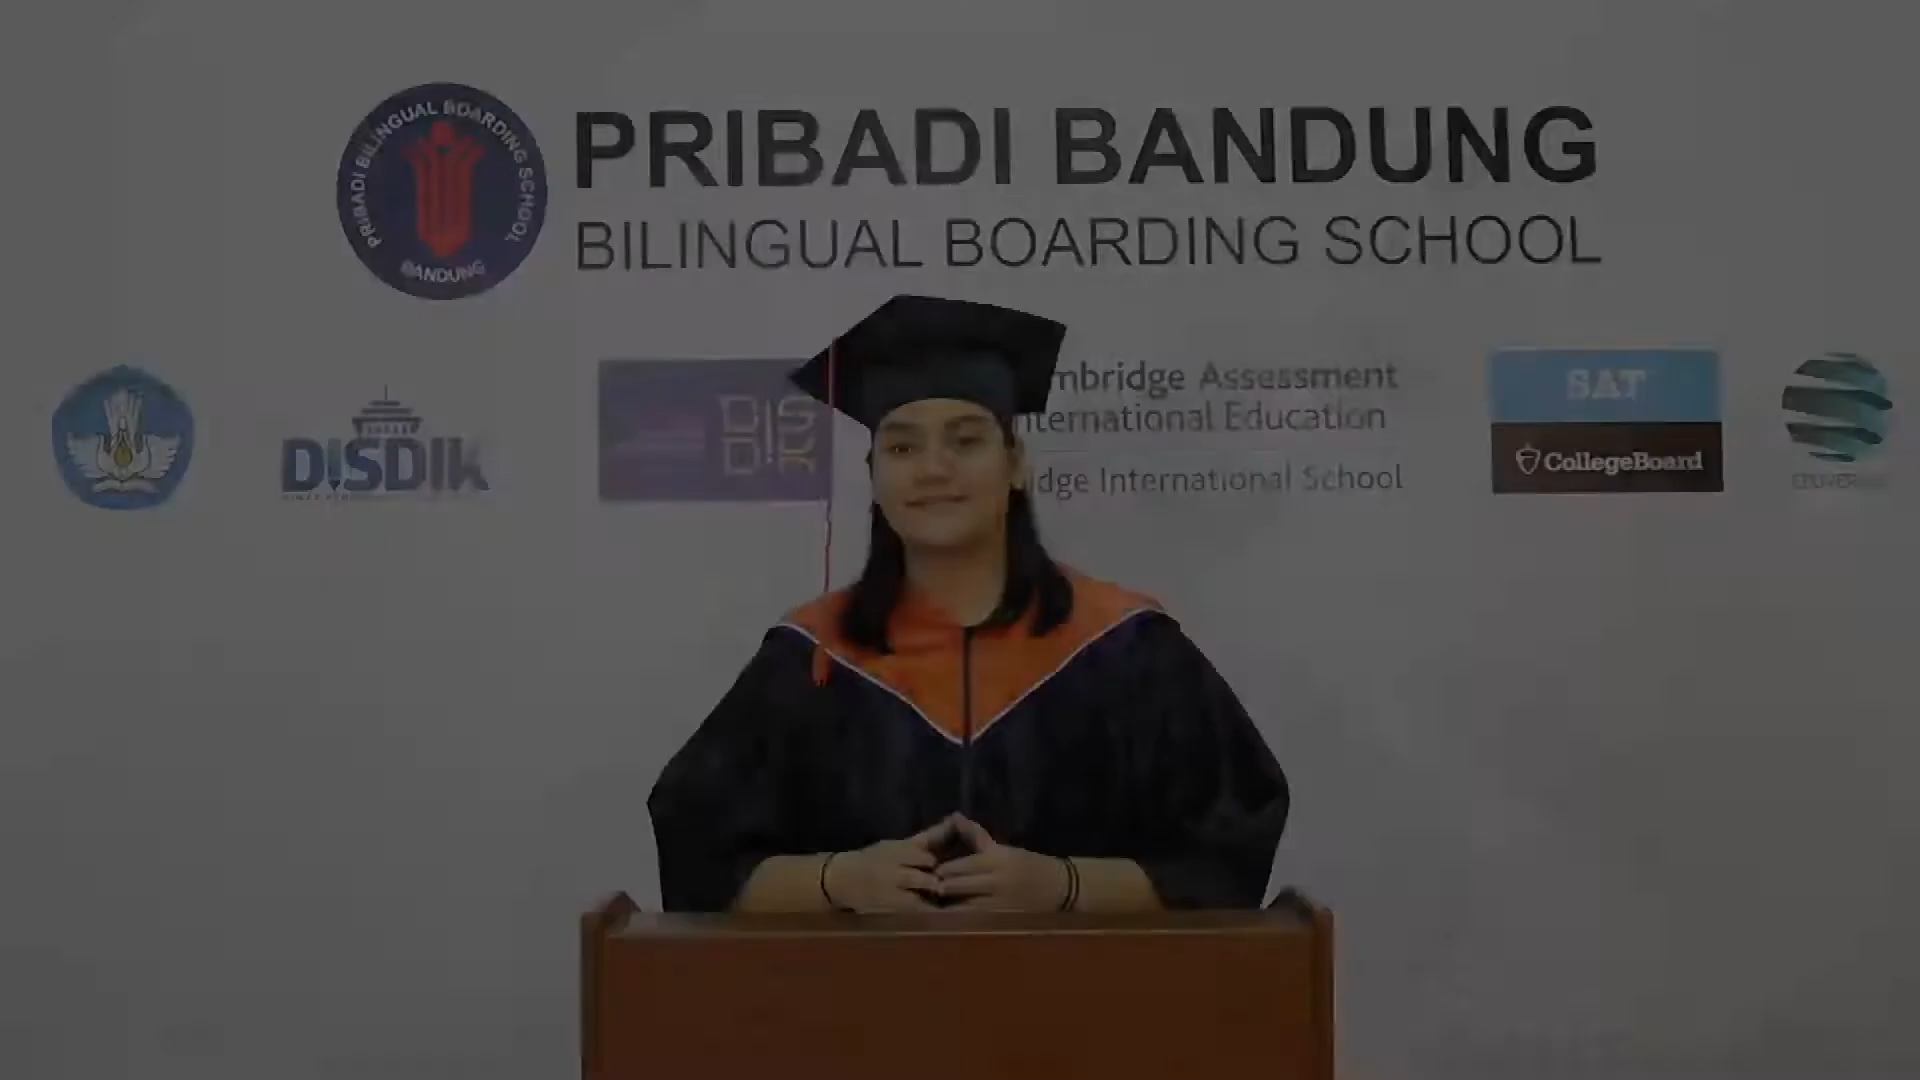 PRIBADI BILINGUAL BOARDING SCHOOL
BANDUNG
PRIBADI BANDUNG
BILINGUAL BOARDING SCHOOL
DISDIK
mbridge Assessment
nternational Education
idge International School
SAT
CollegeBoard